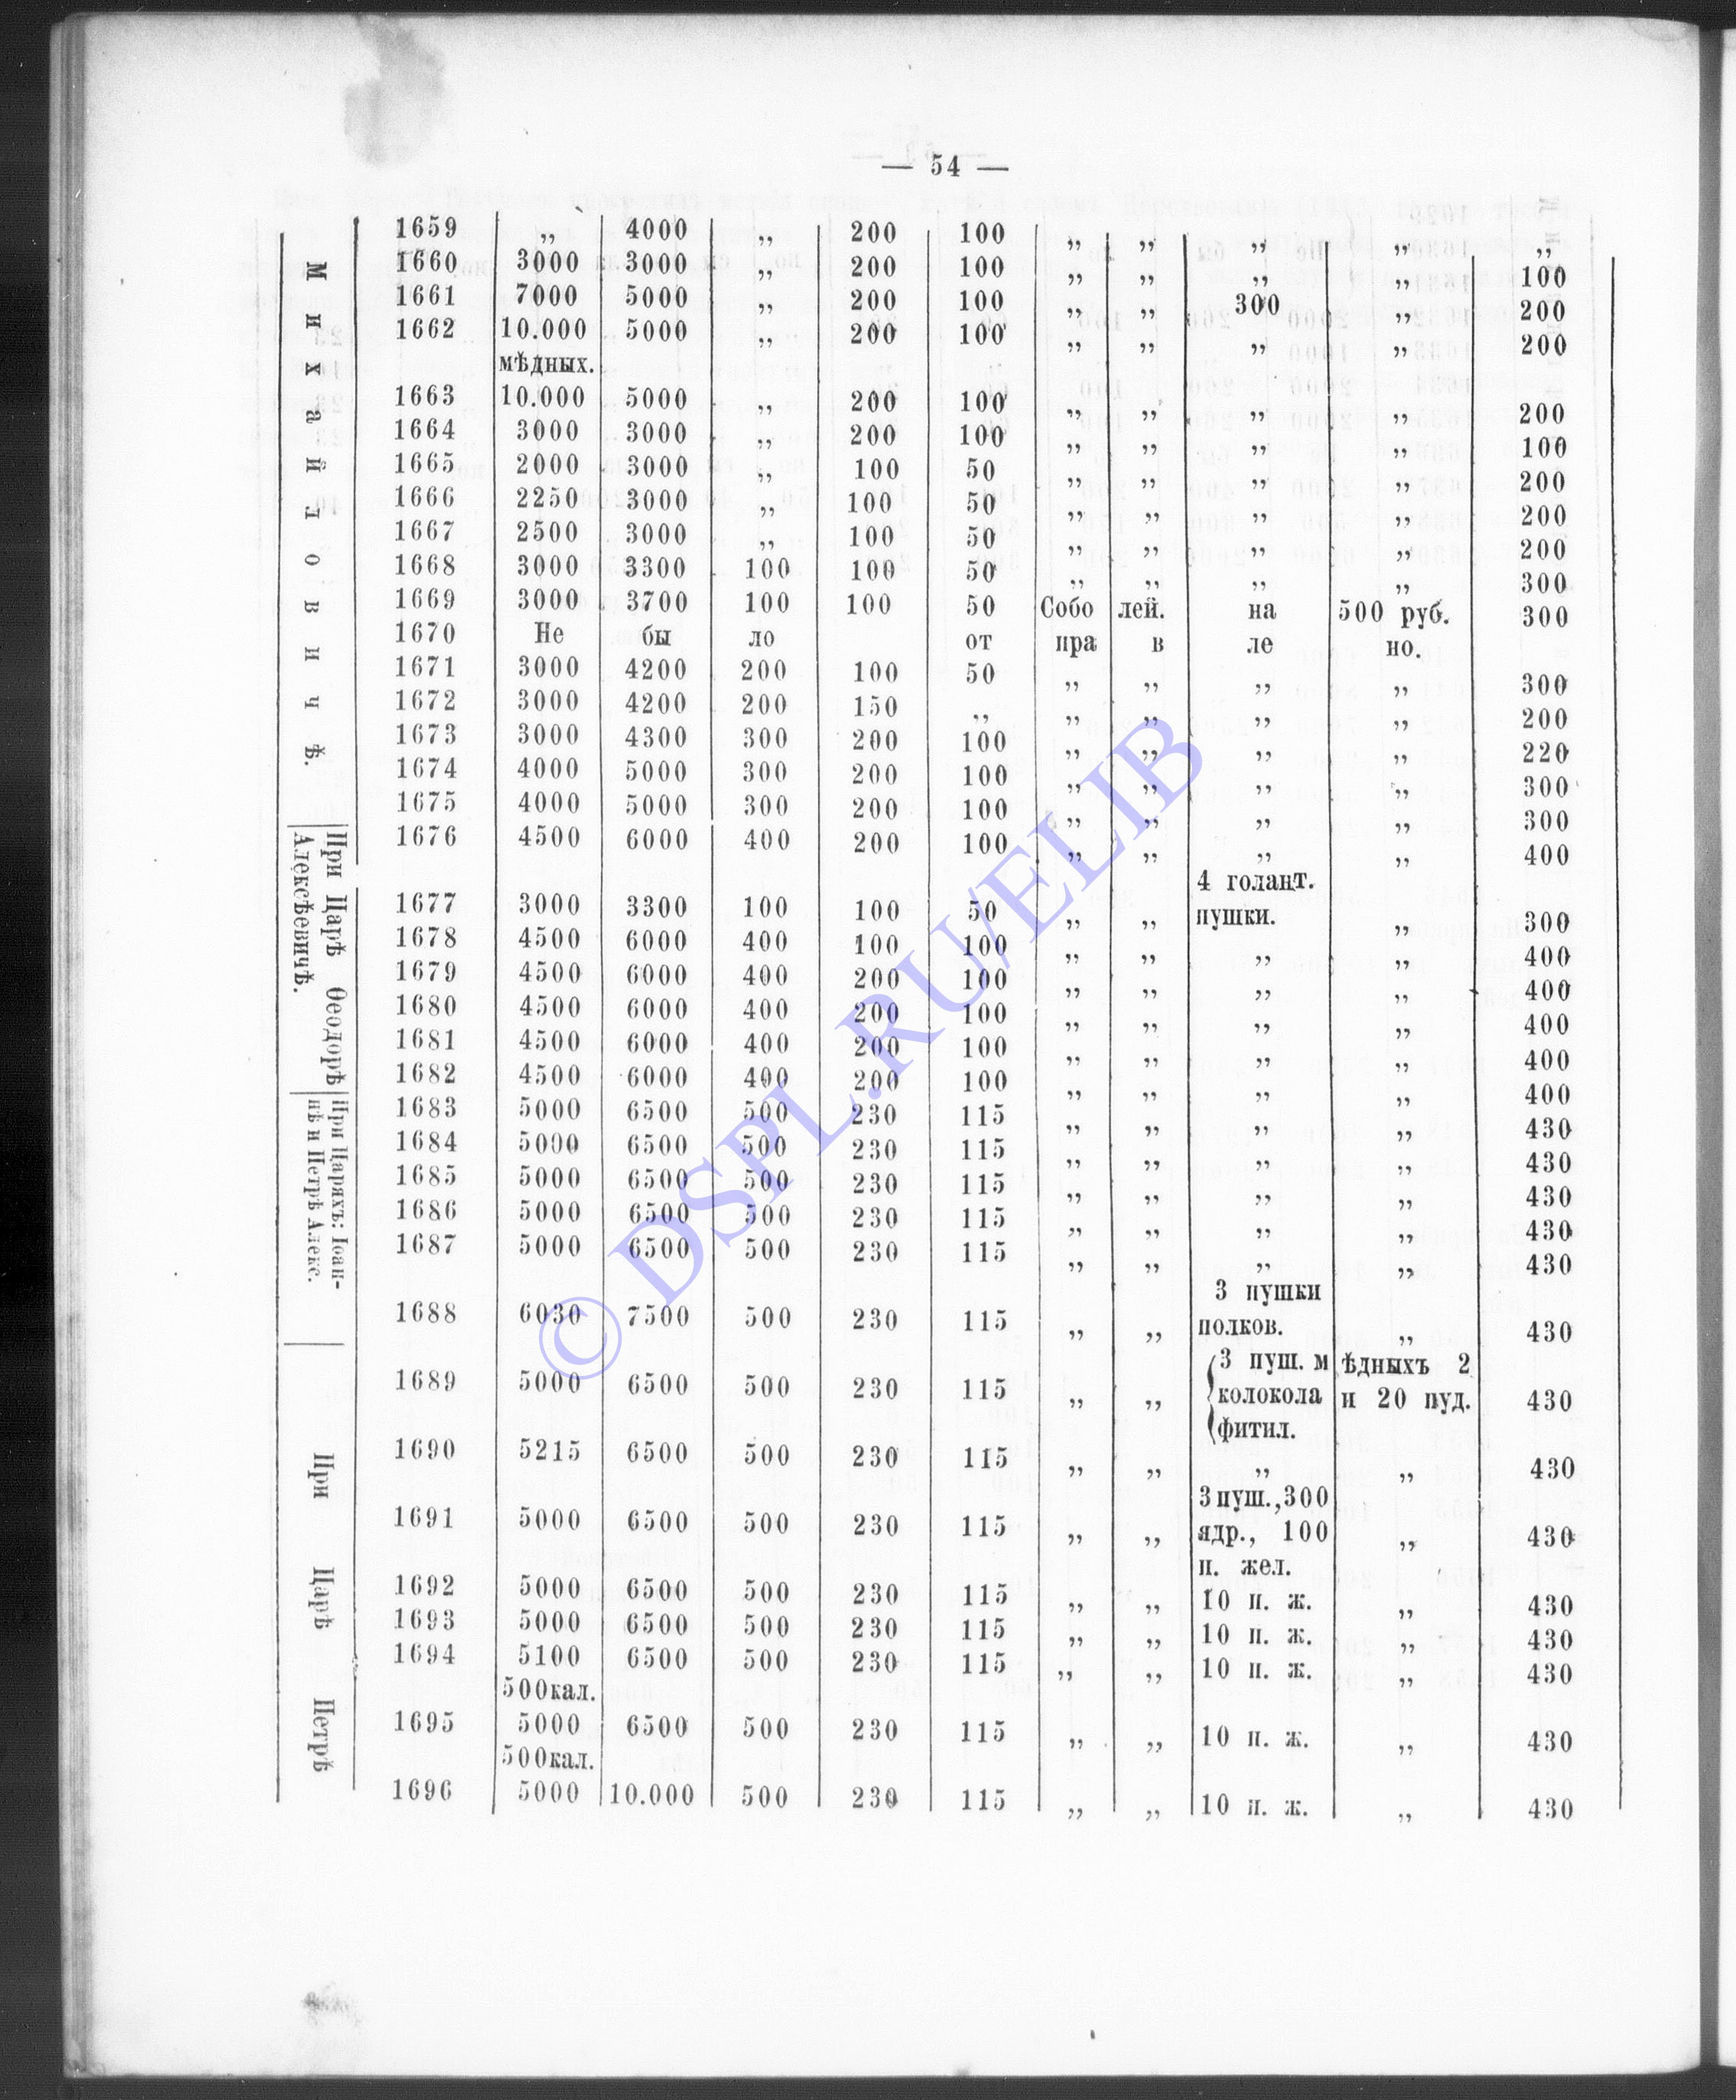 — 54 —
Михайловичѣ.
1659 „ 4000 „ 200 100 „ „ „ „ „
1660 3000 3000 „ 200 100 „ „ „ „ 100
1661 7000 5000 „ 200 100 „ „ 300 „ 200
1662 10.000 5000 „ 200 100 „ „ „ „ 200
мѣдных.
1663 10.000 5000 „ 200 100 „ „ „ „ 200
1664 3000 3000 „ 200 100 „ „ „ „ 100
1665 2000 3000 „ 100 50 „ „ „ „ 200
1666 2250 3000 „ 100 50 „ „ „ „ 200
1667 2500 3000 „ 100 50 „ „ „ „ 200
1668 3000 3300 100 100 50 „ „ „ „ 300
1669 3000 3700 100 100 50 Собо лей. на 500 руб. 300
1670 Не бы ло от пра в ле но.
1671 3000 4200 200 100 50 „ „ „ „ 300
1672 3000 4200 200 150 „ „ „ „ „ 200
1673 3000 4300 300 200 100 „ „ „ „ 220
1674 4000 5000 300 200 100 „ „ „ „ 300
1675 4000 5000 300 200 100 „ „ „ „ 300
При Царѣ Ѳеодорѣ
Алексѣевичѣ.
1676 4500 6000 400 200 100 „ „ „ „ 400
4 голант.
1677 3000 3300 100 100 50 „ „ пушки. „ 300
1678 4500 6000 400 100 100 „ „ „ „ 400
1679 4500 6000 400 200 100 „ „ „ „ 400
1680 4500 6000 400 200 100 „ „ „ „ 400
1681 4500 6000 400 200 100 „ „ „ „ 400
1682 4500 6000 400 200 100 „ „ „ „ 400
При Царяхъ: Іоан-
нѣ и Петрѣ Алекс.
1683 5000 6500 500 230 115 „ „ „ „ 430
1684 5000 6500 500 230 115 „ „ „ „ 430
1685 5000 6500 500 230 115 „ „ „ „ 430
1686 5000 6500 500 230 115 „ „ „ „ 430
1687 5000 6500 500 230 115 „ „ „ „ 430
3 пушки
1688 6030 7500 500 230 115 „ „ полков. „ 430
При Царѣ Петрѣ
3 пуш. м ѣдныхъ 2
1689 5000 6500 500 230 115 „ „ колокола и 20 пуд. 430
фитил.
1690 5215 6500 500 230 115 „ „ „ „ 430
3 пуш., 300
1691 5000 6500 500 230 115 „ „ ядр., 100 „ 430
п. жел.
1692 5000 6500 500 230 115 „ „ 10 п. ж. „ 430
1693 5000 6500 500 230 115 „ „ 10 п. ж. „ 430
1694 5100 6500 500 230 115 „ „ 10 п. ж. „ 430
500 кал.
1695 5000 6500 500 230 115 „ „ 10 п. ж. „ 430
500 кал.
1696 5000 10.000 500 230 115 „ „ 10 п. ж. „ 430
© DSPL.RU/ELIB